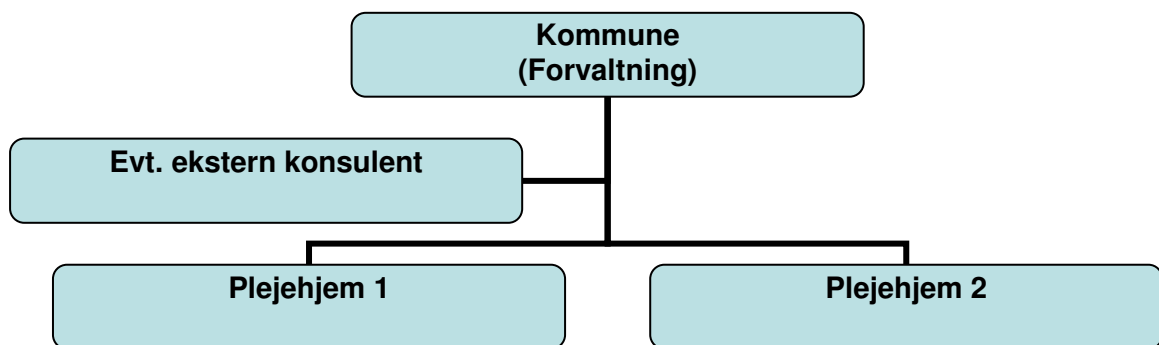 Kommune
(Forvaltning)
Evt. ekstern konsulent
Plejehjem 1
Plejehjem 2